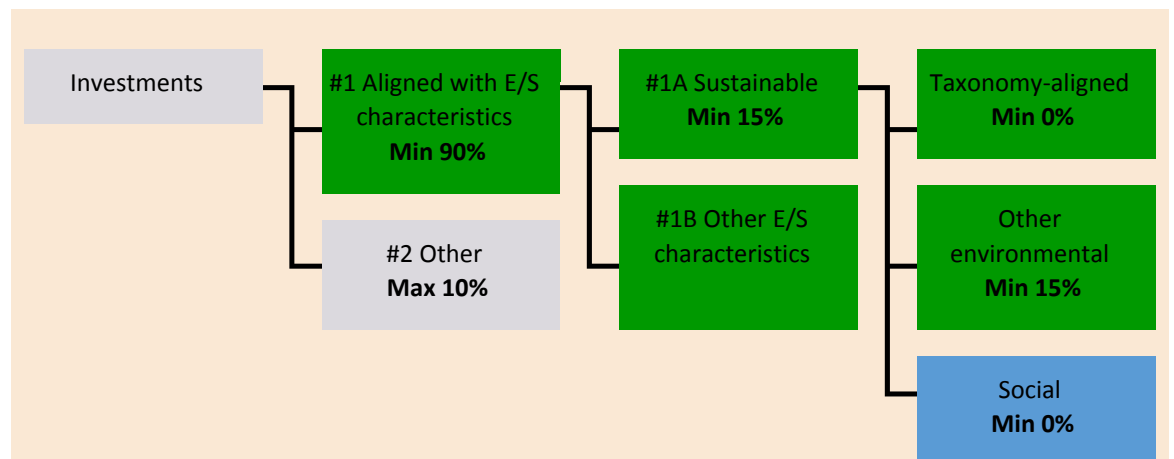 Investments
#1 Aligned with E/S
characteristics
Min 90%
#2 Other
Max 10%
#1A Sustainable
Min 15%
#1B Other E/S
characteristics
Taxonomy-aligned
Min 0%
Other
environmental
Min 15%
Social
Min 0%